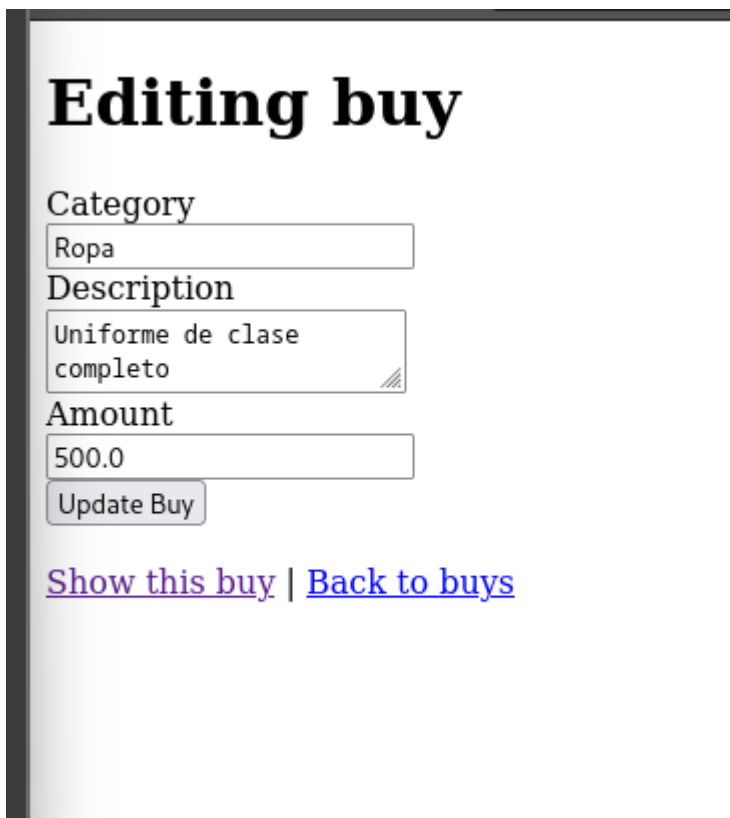 Editing buy
Category
Ropa
Description
Uniforme de clase
completo
Amount
500.0
Update Buy
Show this buy | Back to buys